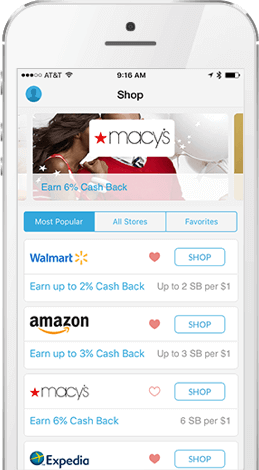 AT&T 9:16 AM
Shop
macy's
Earn 6% Cash Back
Most Popular All Stores Favorites
Walmart SHOP
Earn up to 2% Cash Back Up to 2 SB per $1
amazon SHOP
Earn up to 3% Cash Back Up to 3 SB per $1
macy's SHOP
Earn 6% Cash Back 6 SB per $1
Expedia SHOP